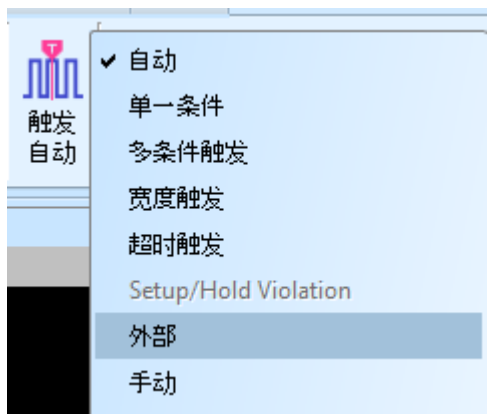 T
触发
自动
自动
单一条件
多条件触发
宽度触发
超时触发
Setup/Hold Violation
外部
手动